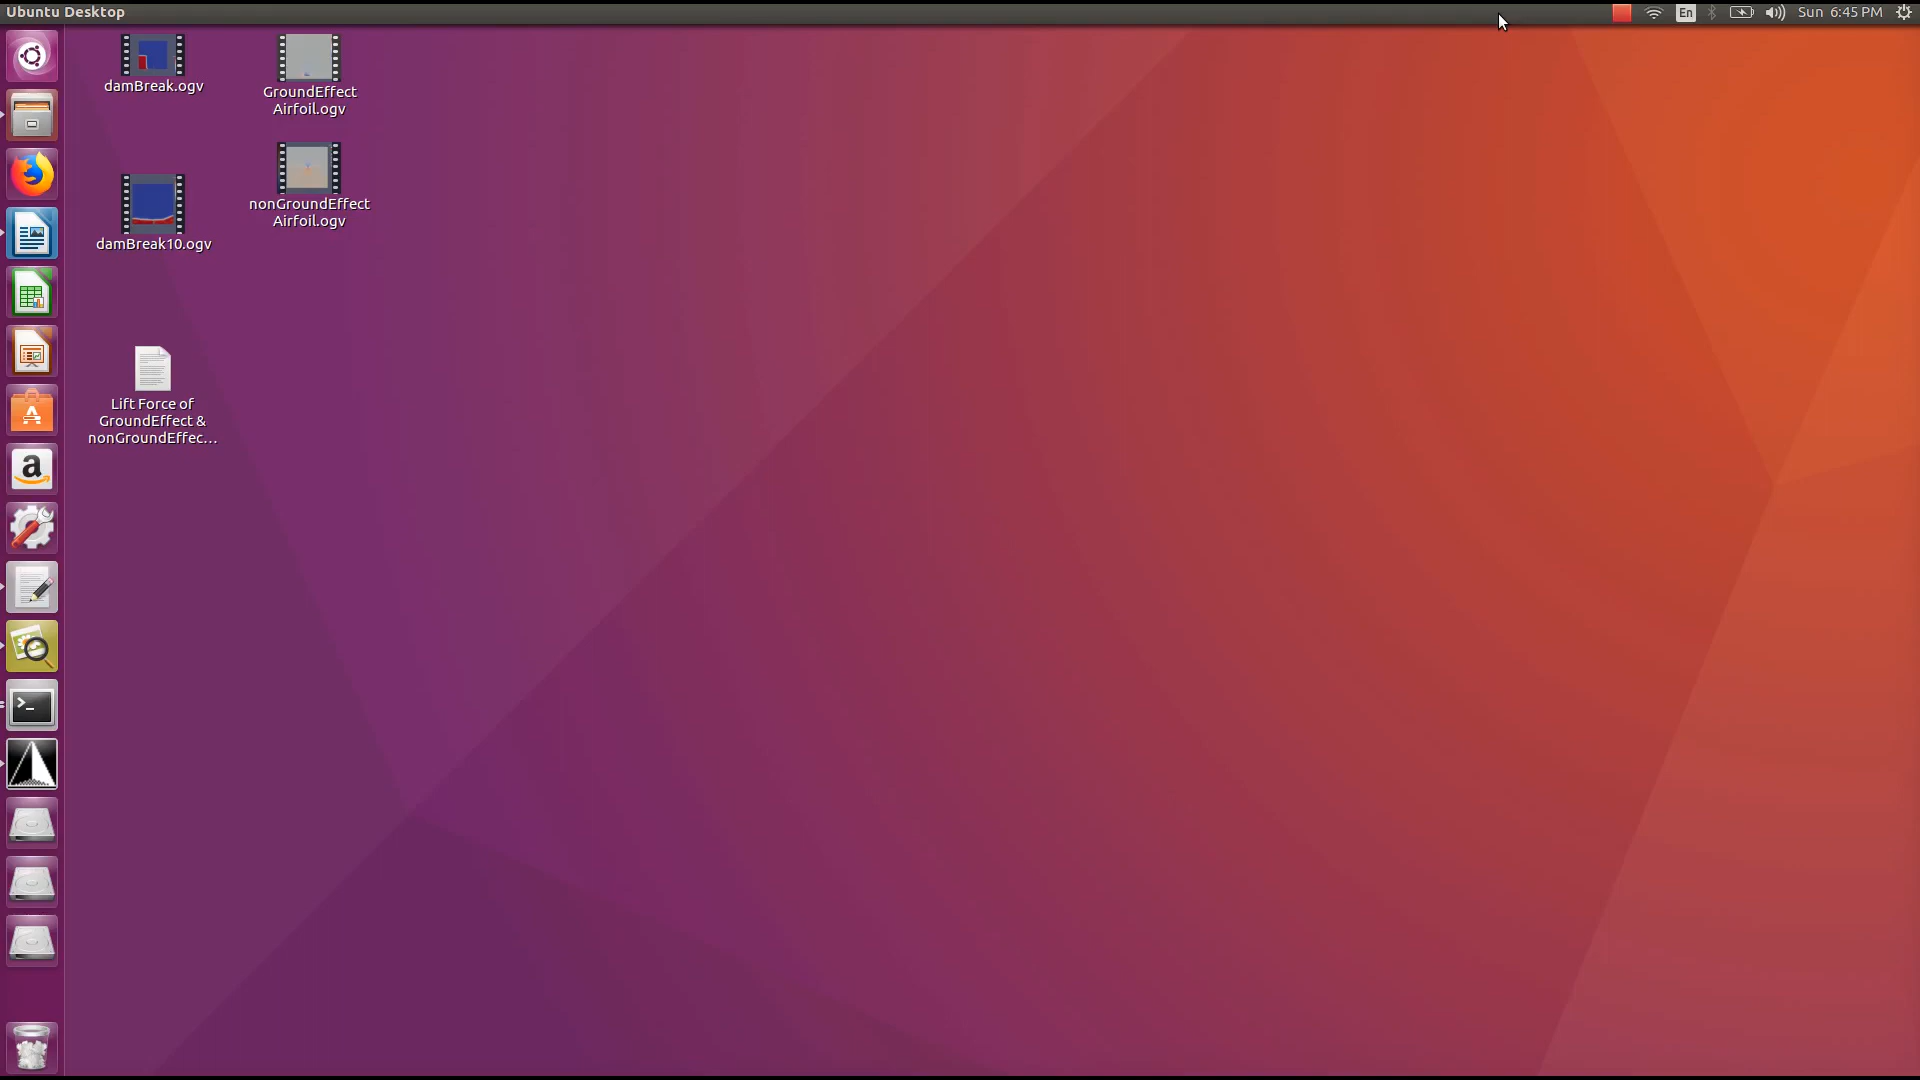 Ubuntu Desktop
En
Sun 6:45 PM
damBreak.ogv
GroundEffect
Airfoil.ogv
nonGroundEffect
Airfoil.ogv
damBreak10.ogv
Lift Force of
GroundEffect &
nonGroundEffec...